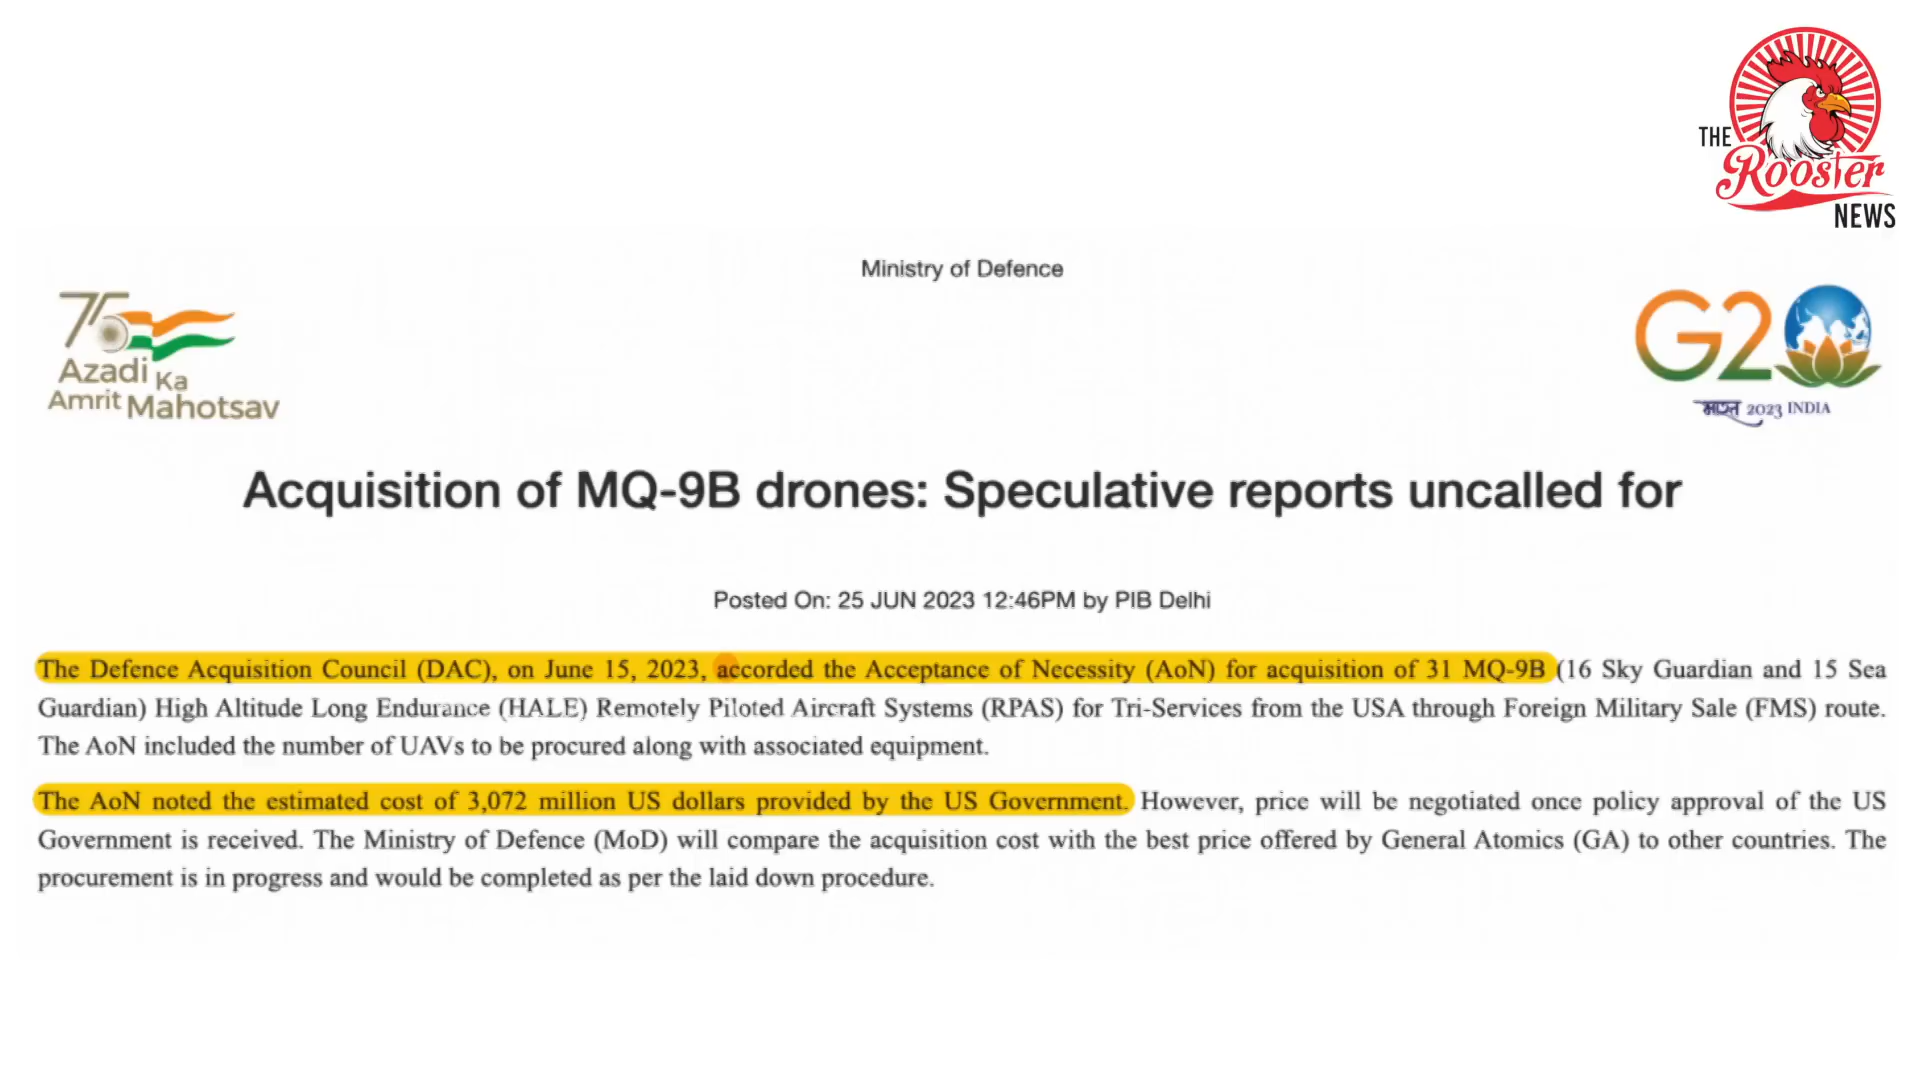 THE
Rooster
NEWS
Ministry of Defence
75
Azadi Ka
Amrit Mahotsav
G20
भारत 2023 INDIA
Acquisition of MQ-9B drones: Speculative reports uncalled for
Posted On: 25 JUN 2023 12:46PM by PIB Delhi
The Defence Acquisition Council (DAC), on June 15, 2023, accorded the Acceptance of Necessity (AoN) for acquisition of 31 MQ-9B (16 Sky Guardian and 15 Sea
Guardian) High Altitude Long Endurance (HALE) Remotely Piloted Aircraft Systems (RPAS) for Tri-Services from the USA through Foreign Military Sale (FMS) route.
The AoN included the number of UAVs to be procured along with associated equipment.
The AoN noted the estimated cost of 3,072 million US dollars provided by the US Government. However, price will be negotiated once policy approval of the US
Government is received. The Ministry of Defence (MoD) will compare the acquisition cost with the best price offered by General Atomics (GA) to other countries. The
procurement is in progress and would be completed as per the laid down procedure.